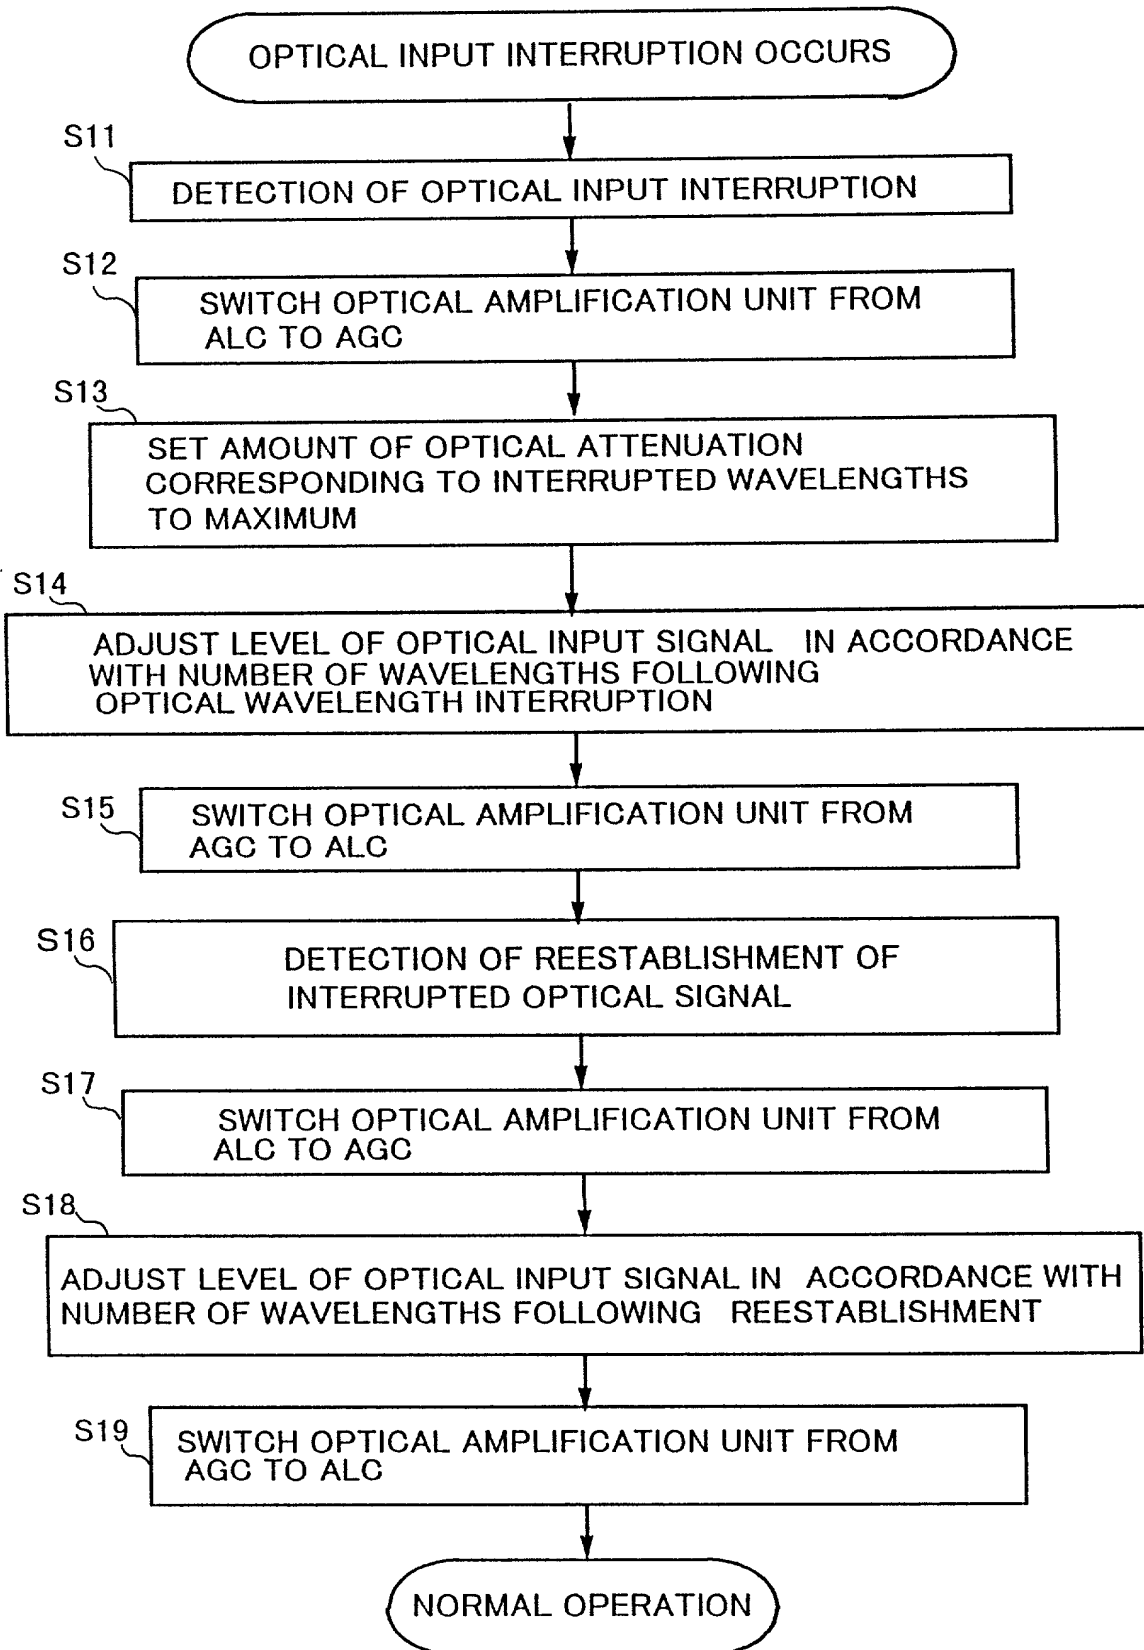 OPTICAL INPUT INTERRUPTION OCCURS
S11
DETECTION OF OPTICAL INPUT INTERRUPTION
S12
SWITCH OPTICAL AMPLIFICATION UNIT FROM
ALC TO AGC
S13
SET AMOUNT OF OPTICAL ATTENUATION
CORRESPONDING TO INTERRUPTED WAVELENGTHS
TO MAXIMUM
S14
ADJUST LEVEL OF OPTICAL INPUT SIGNAL IN ACCORDANCE
WITH NUMBER OF WAVELENGTHS FOLLOWING
OPTICAL WAVELENGTH INTERRUPTION
S15
SWITCH OPTICAL AMPLIFICATION UNIT FROM
AGC TO ALC
S16
DETECTION OF REESTABLISHMENT OF
INTERRUPTED OPTICAL SIGNAL
S17
SWITCH OPTICAL AMPLIFICATION UNIT FROM
ALC TO AGC
S18
ADJUST LEVEL OF OPTICAL INPUT SIGNAL IN ACCORDANCE WITH
NUMBER OF WAVELENGTHS FOLLOWING REESTABLISHMENT
S19
SWITCH OPTICAL AMPLIFICATION UNIT FROM
AGC TO ALC
NORMAL OPERATION